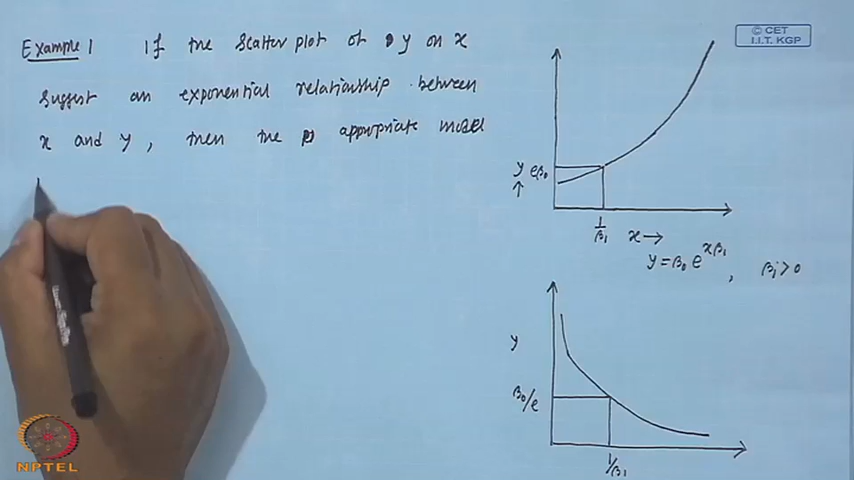 Example 1 If the scatter plot of y on x
suggest an exponential relationship between
x and y, then the appropriate model
© CET
I.I.T. KGP
y eβ₀
1/β₁ x →
y = β₀ e^{xβ₁}, β₁ > 0
y
β₀/e
1/β₁
NPTEL